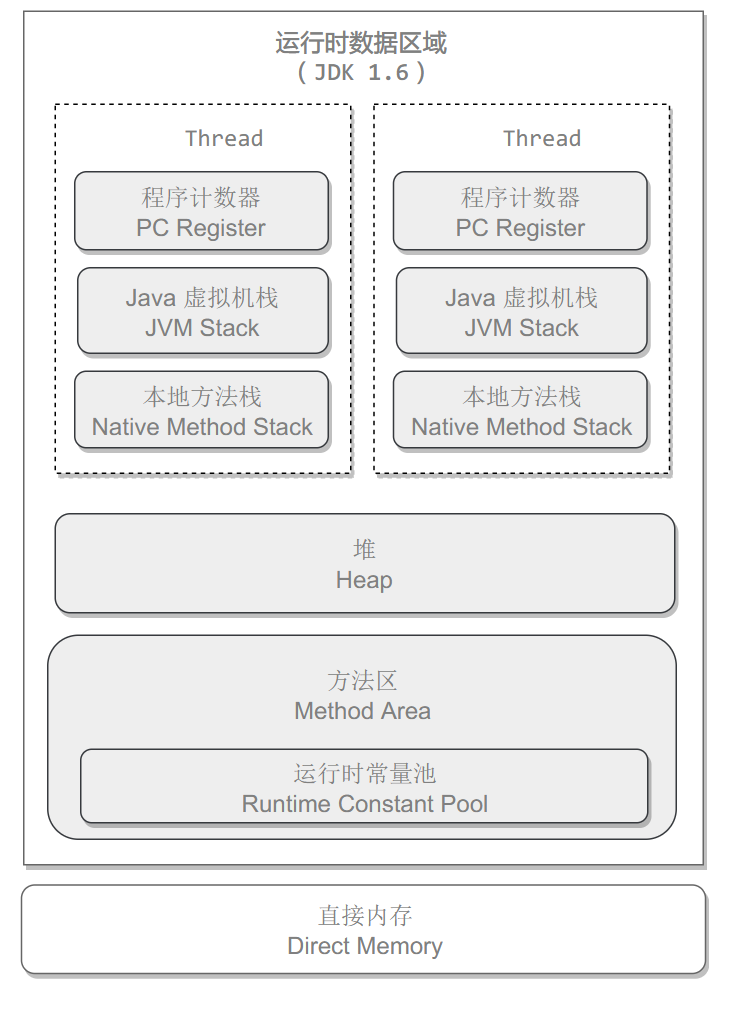 运行时数据区域
( JDK 1.6 )
Thread
程序计数器
PC Register
Java 虚拟机栈
JVM Stack
本地方法栈
Native Method Stack
Thread
程序计数器
PC Register
Java 虚拟机栈
JVM Stack
本地方法栈
Native Method Stack
堆
Heap
方法区
Method Area
运行时常量池
Runtime Constant Pool
直接内存
Direct Memory